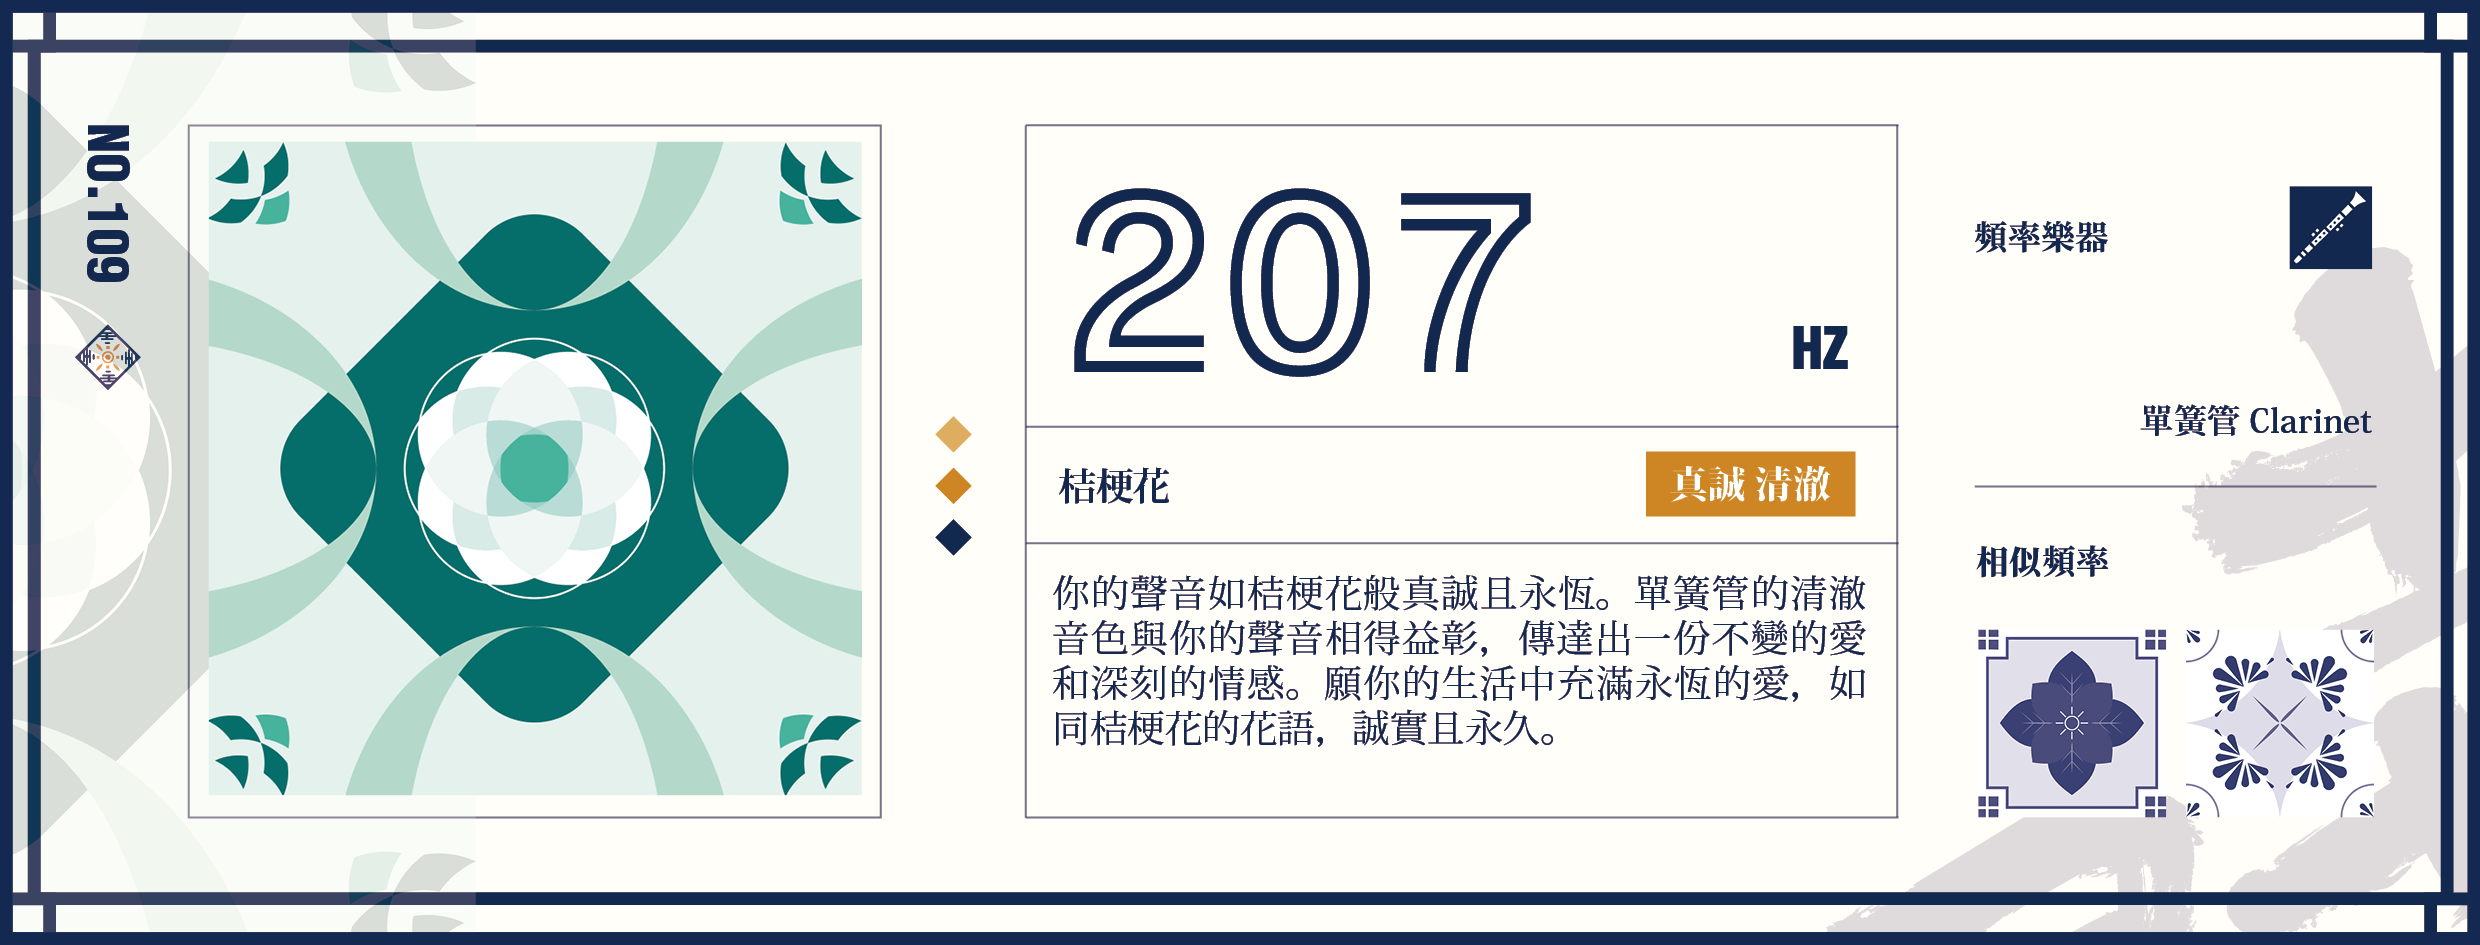 NO.109
207
HZ
桔梗花
真誠 清澈
你的聲音如桔梗花般真誠且永恆。單簧管的清澈
音色與你的聲音相得益彰，傳達出一份不變的愛
和深刻的情感。願你的生活中充滿永恆的愛，如
同桔梗花的花語，誠實且永久。
頻率樂器
單簧管 Clarinet
相似頻率